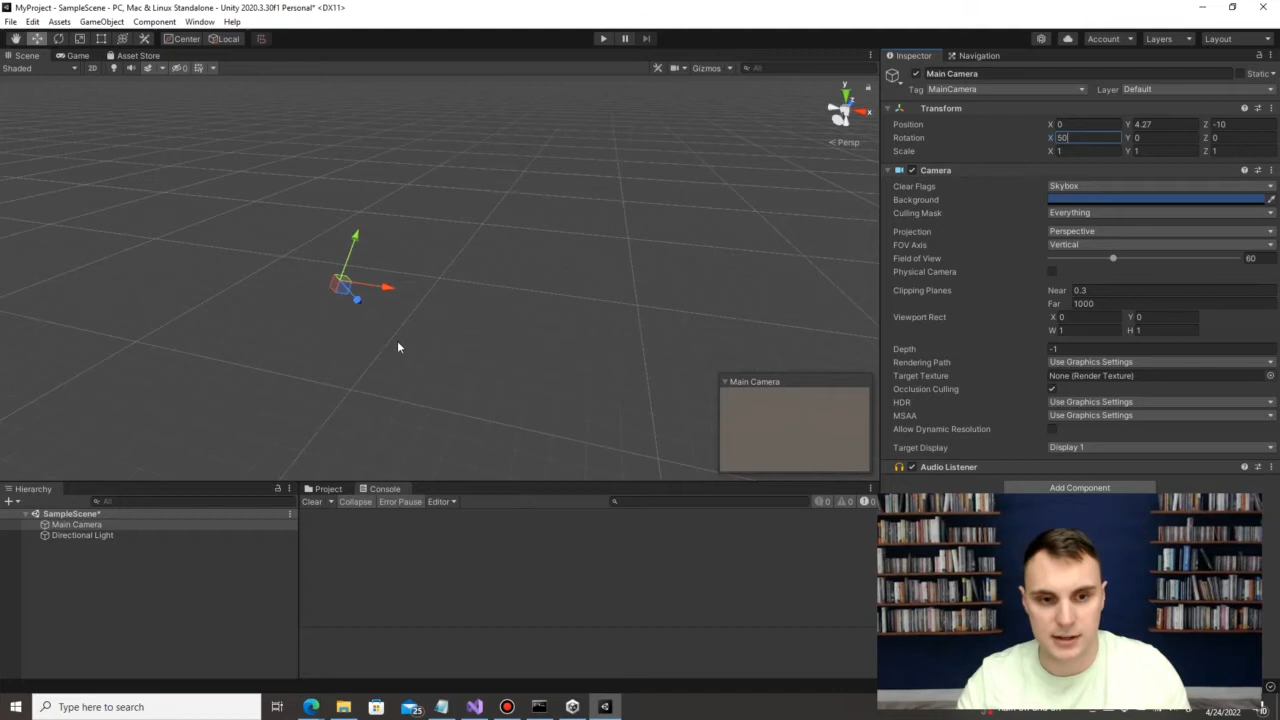 MyProject - SampleScene - PC, Mac & Linux Standalone - Unity 2020.3.30f1 Personal* <DX11>
File Edit Assets GameObject Component Window Help
Center Local Account Layers Layout
Scene Game Asset Store
Shaded 2D 0 Gizmos All
y
z
x
Persp
Main Camera
Inspector Navigation
Main Camera Static
Tag MainCamera Layer Default
Transform
Position X 0 Y 4.27 Z -10
Rotation X 50 Y 0 Z 0
Scale X 1 Y 1 Z 1
Camera
Clear Flags Skybox
Background
Culling Mask Everything
Projection Perspective
FOV Axis Vertical
Field of View 60
Physical Camera
Clipping Planes Near 0.3
Far 1000
Viewport Rect X 0 Y 0
W 1 H 1
Depth -1
Rendering Path Use Graphics Settings
Target Texture None (Render Texture)
Occlusion Culling
HDR Use Graphics Settings
MSAA Use Graphics Settings
Allow Dynamic Resolution
Target Display Display 1
Audio Listener
Add Component
Hierarchy
All
SampleScene*
Main Camera
Directional Light
Project Console
Clear Collapse Error Pause Editor 0 0 0
Type here to search
25
4/24/2022